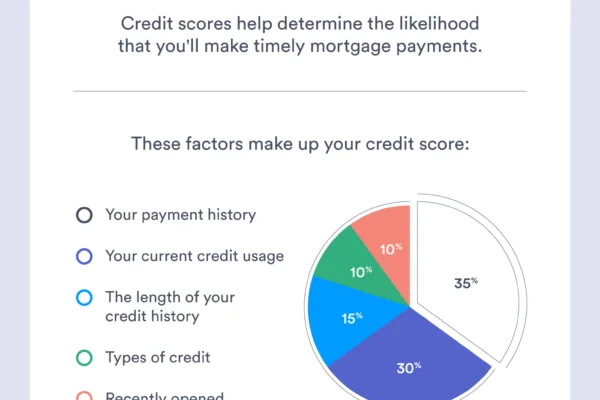 Credit scores help determine the likelihood
that you'll make timely mortgage payments.
These factors make up your credit score:
Your payment history
Your current credit usage
The length of your
credit history
Types of credit
Recently opened
10%
10%
15%
30%
35%